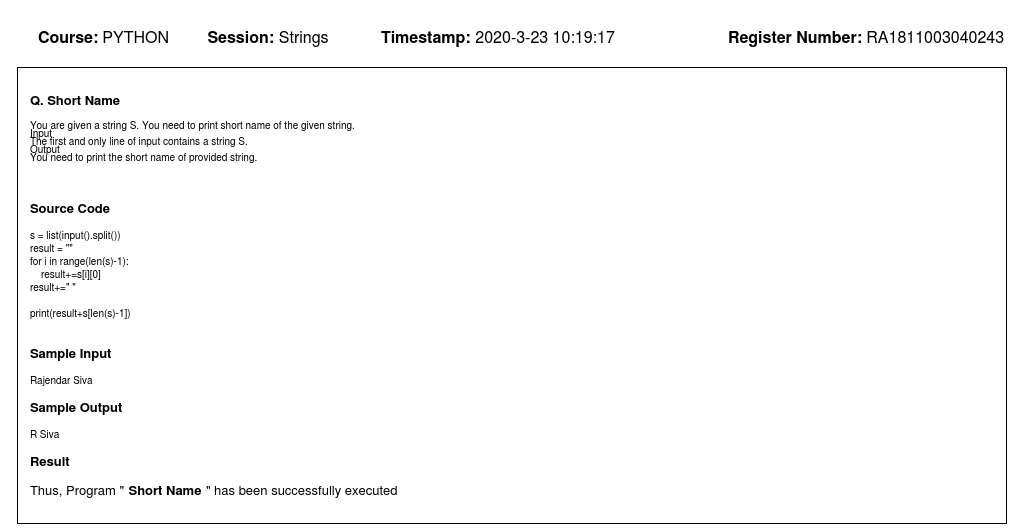 Course: PYTHON Session: Strings Timestamp: 2020-3-23 10:19:17 Register Number: RA1811003040243
Q. Short Name
You are given a string S. You need to print short name of the given string.
Input
The first and only line of input contains a string S.
Output
You need to print the short name of provided string.
Source Code
s = list(input().split())
result = ""
for i in range(len(s)-1):
    result+=s[i][0]
result+=" "
print(result+s[len(s)-1])
Sample Input
Rajendar Siva
Sample Output
R Siva
Result
Thus, Program " Short Name " has been successfully executed